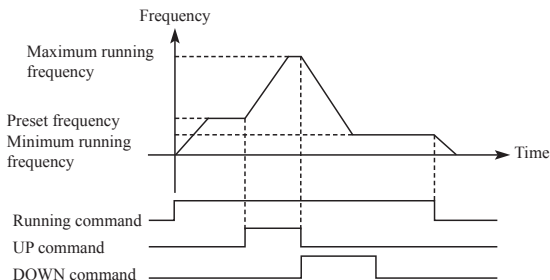 Frequency
Maximum running
frequency
Preset frequency
Minimum running
frequency
Time
Running command
UP command
DOWN command